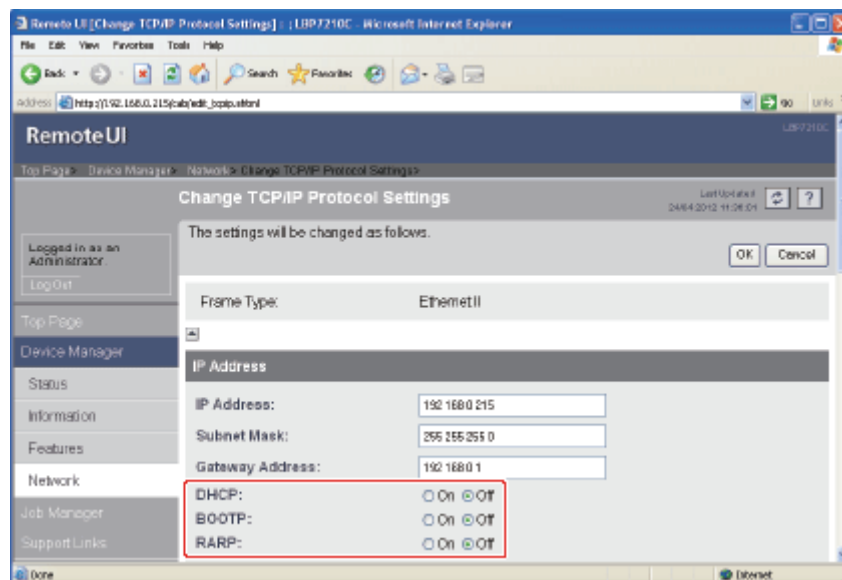 Remote UI [Change TCP/IP Protocol Settings] : ; LBP7210C - Microsoft Internet Explorer
File Edit View Favorites Tools Help
Back Search Favorites
Address http://192.168.0.215/cab/edit_tcpip.shtml Go Links
Remote UI
LBP7210C
Top Page> Device Manager> Network> Change TCP/IP Protocol Settings>
Change TCP/IP Protocol Settings
Last Updated
24/04/2012 11:36:01
?
Logged in as an
Administrator.
Log Out
The settings will be changed as follows.
OK Cancel
Frame Type: Ethernet II
Top Page
Device Manager
Status
Information
Features
Network
Job Manager
Support Links
IP Address
IP Address: 192.168.0.215
Subnet Mask: 255.255.255.0
Gateway Address: 192.168.0.1
DHCP: On Off
BOOTP: On Off
RARP: On Off
Done Internet